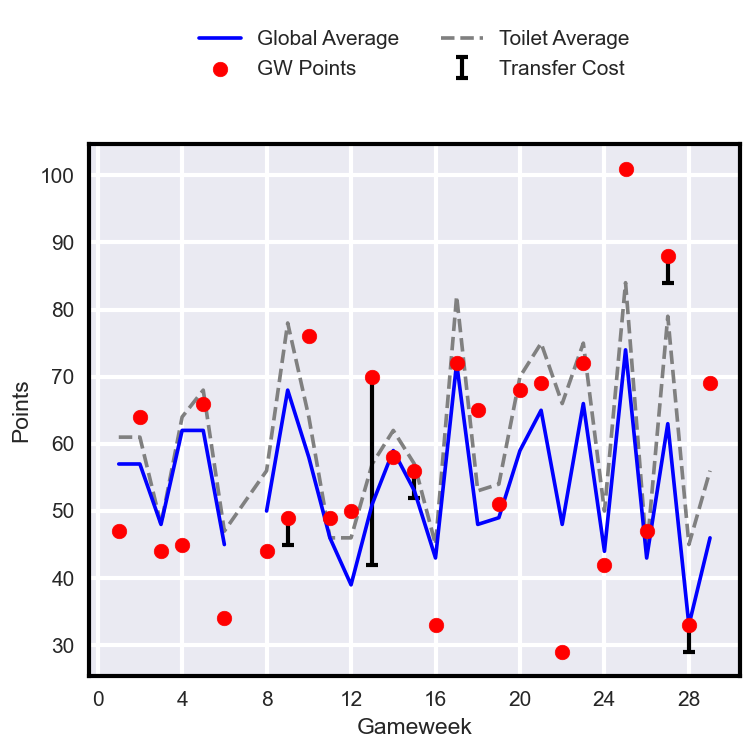 Global Average
Toilet Average
GW Points
Transfer Cost
100
90
80
70
60
50
40
30
Points
0 4 8 12 16 20 24 28
Gameweek